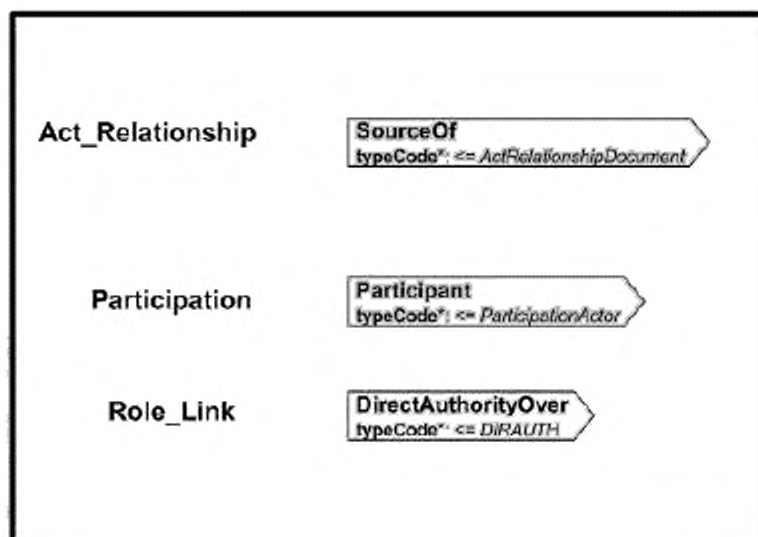 Act_Relationship
SourceOf
typeCode*: <= ActRelationshipDocument
Participation
Participant
typeCode*: <= ParticipationActor
Role_Link
DirectAuthorityOver
typeCode*: <= DIRAUTH